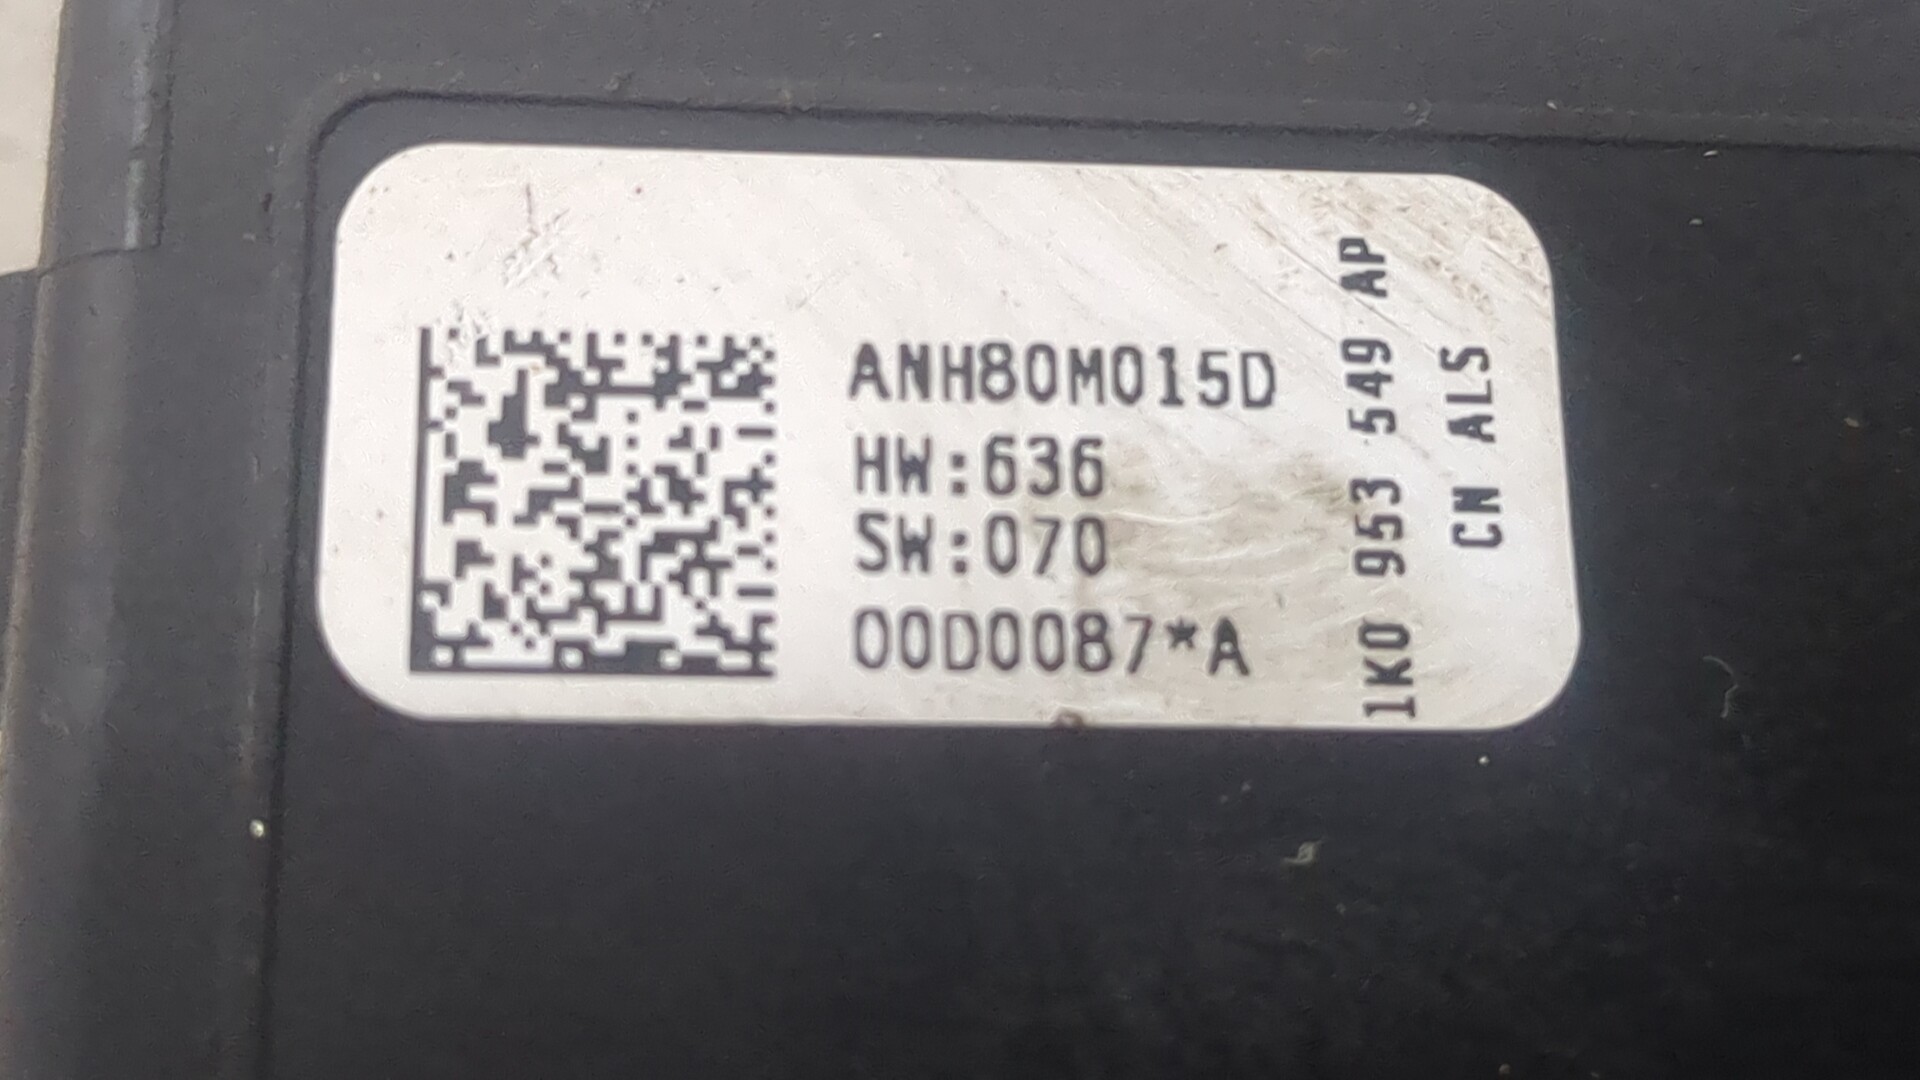 ANH80M015D
HW:636
SW:070
00D0087*A
1K0 953 549 AP
CN ALS